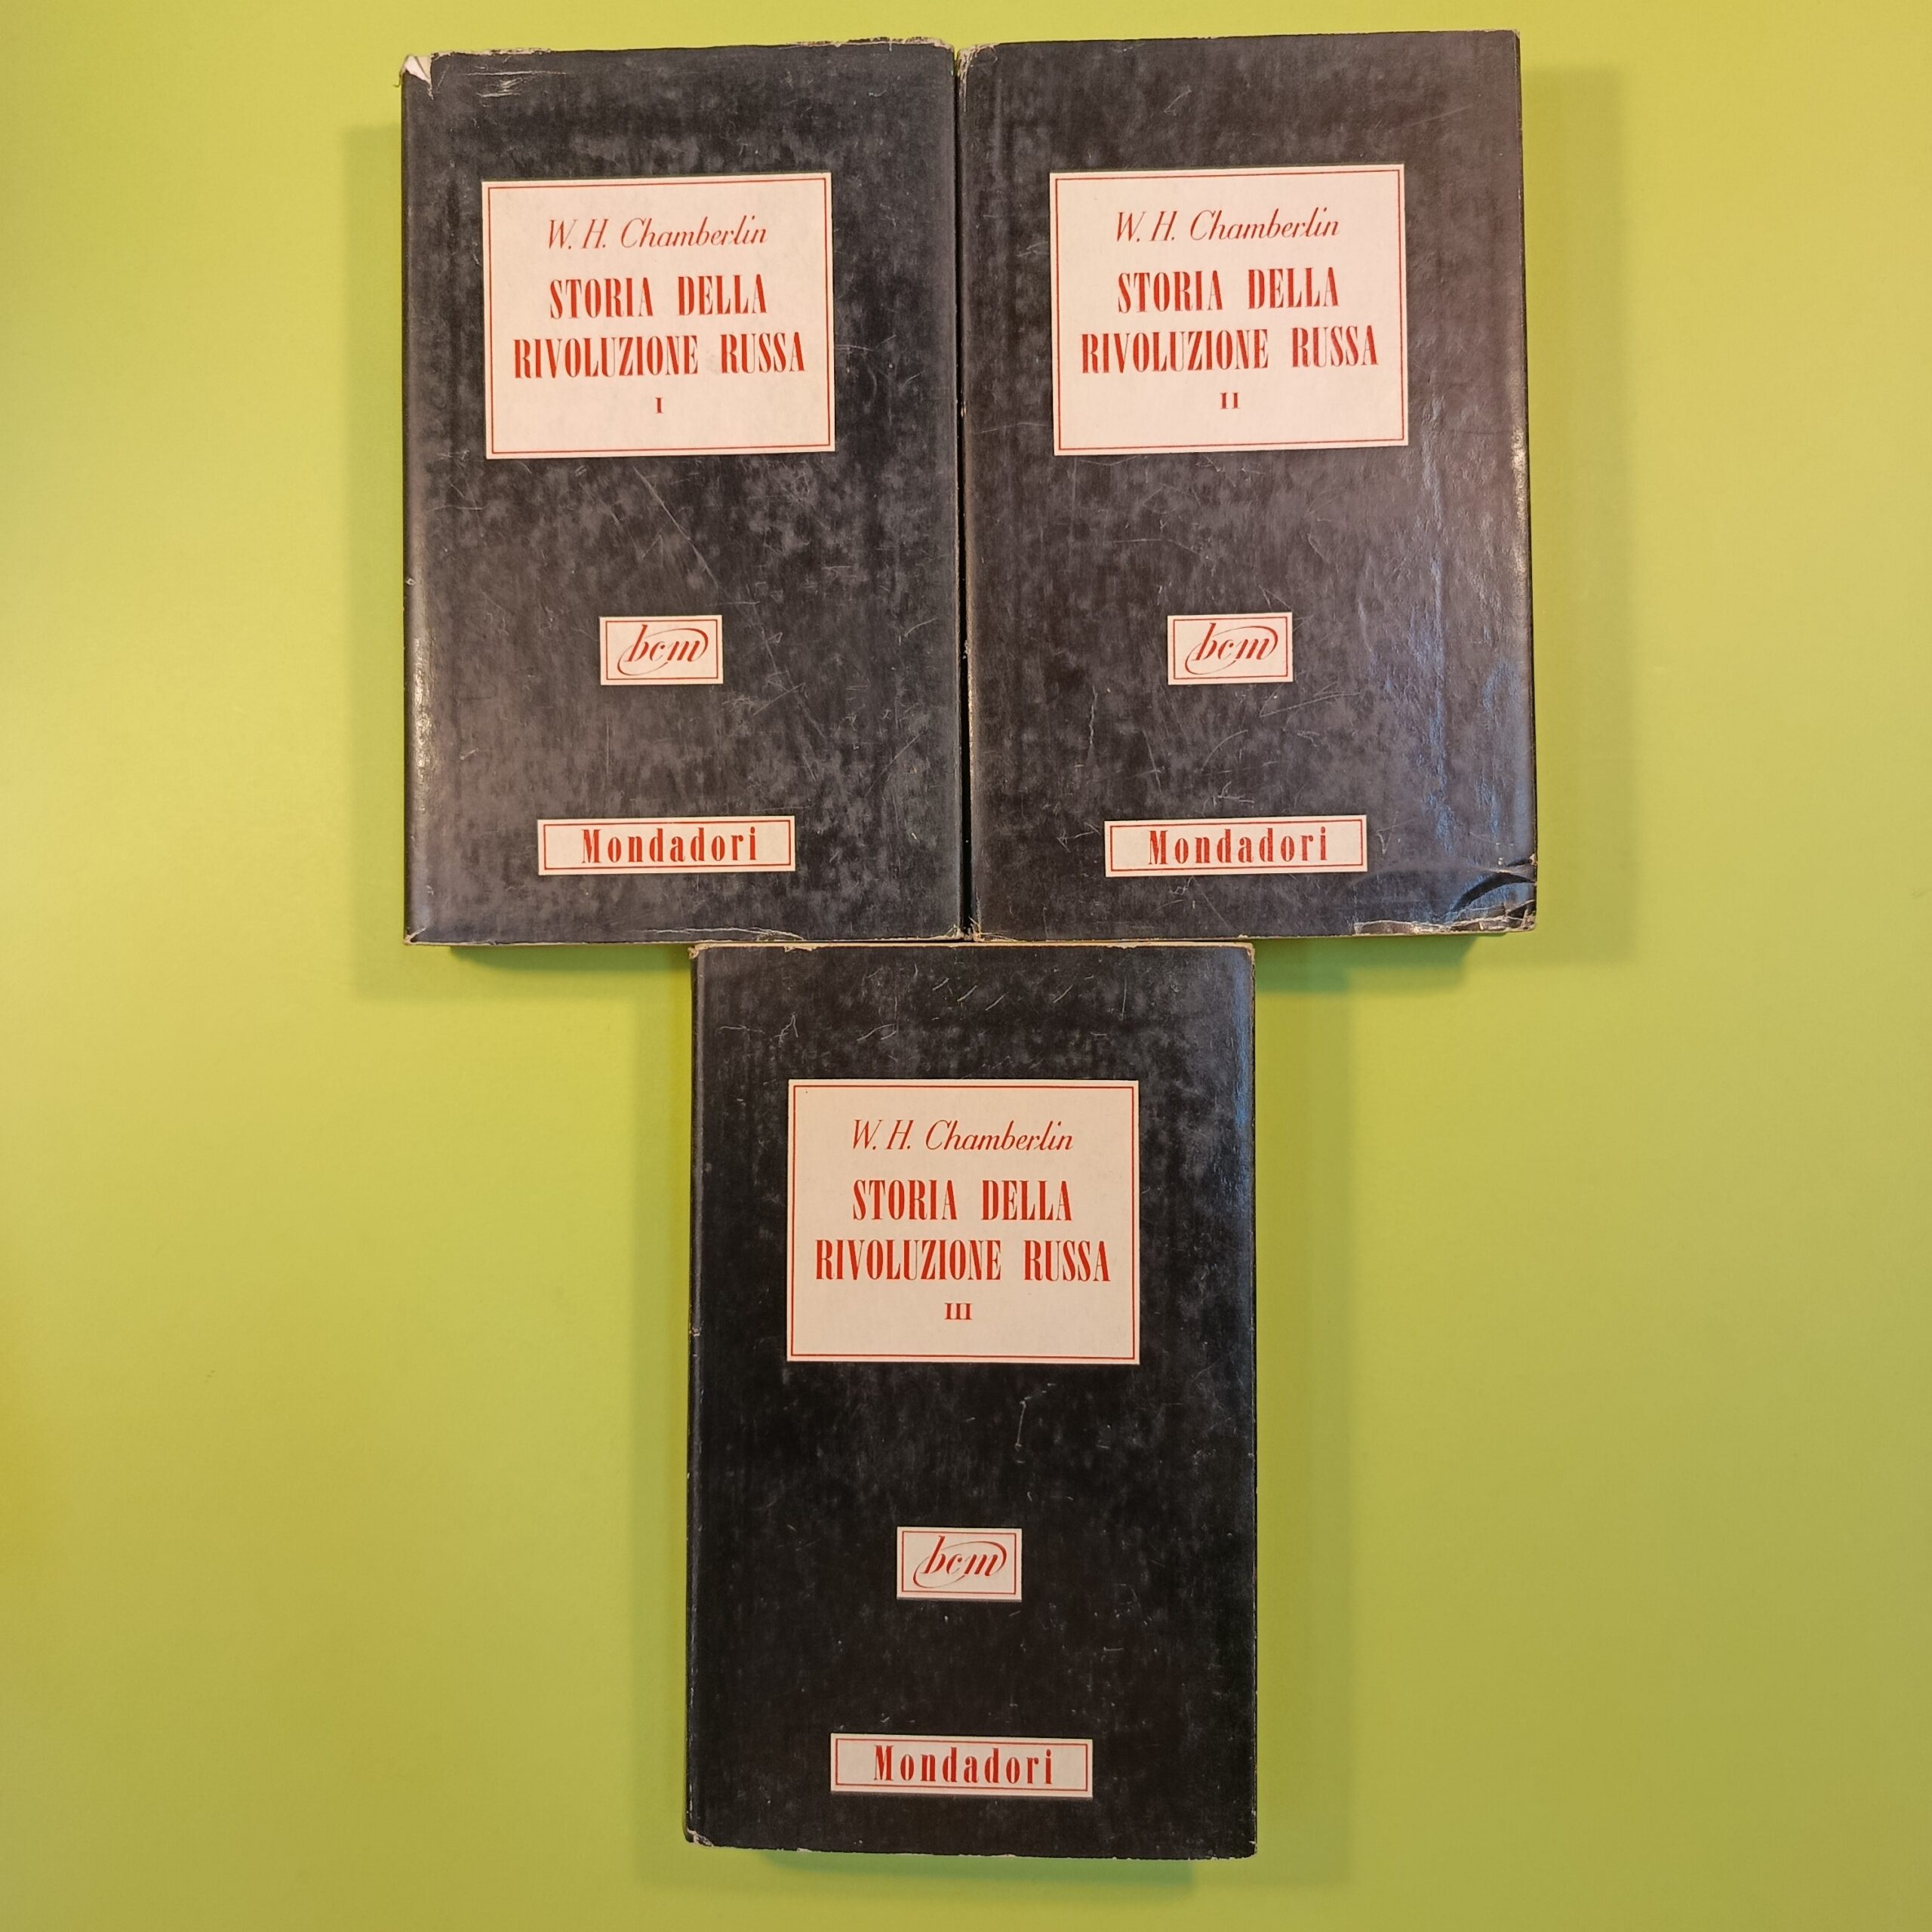 W. H. Chamberlin
STORIA DELLA
RIVOLUZIONE RUSSA
I
bcm
Mondadori
W. H. Chamberlin
STORIA DELLA
RIVOLUZIONE RUSSA
II
bcm
Mondadori
W. H. Chamberlin
STORIA DELLA
RIVOLUZIONE RUSSA
III
bcm
Mondadori